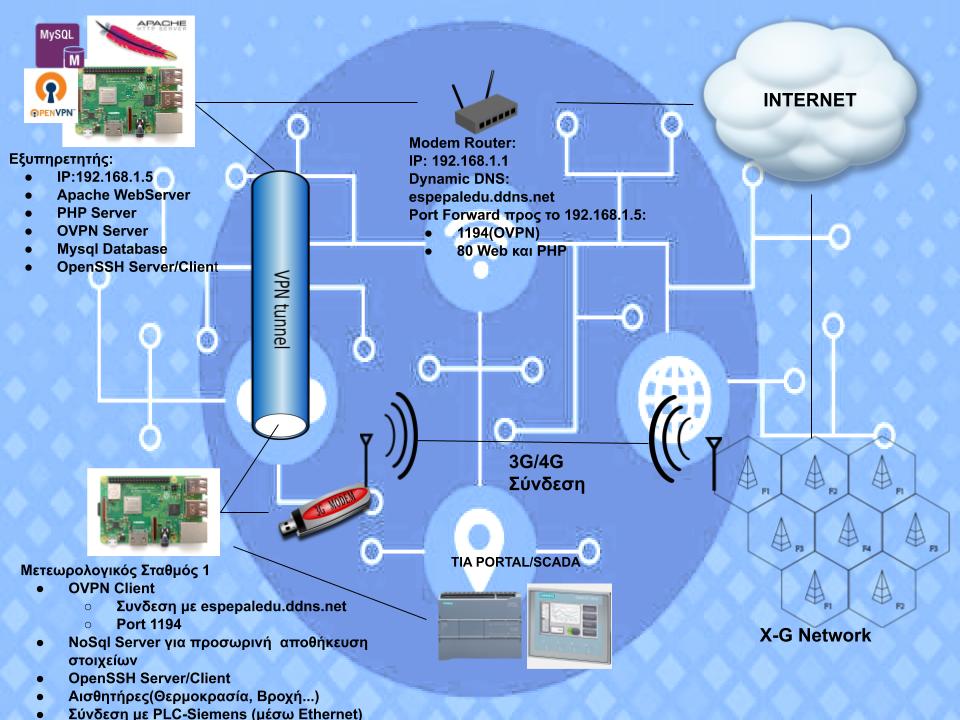 MySQL
M
APACHE
HTTP SERVER
OPENVPN
INTERNET
Εξυπηρετητής:
● IP:192.168.1.5
● Apache WebServer
● PHP Server
● OVPN Server
● Mysql Database
● OpenSSH Server/Client
Modem Router:
IP: 192.168.1.1
Dynamic DNS:
espepaledu.ddns.net
Port Forward προς το 192.168.1.5:
● 1194(OVPN)
● 80 Web και PHP
VPN tunnel
3G/4G
Σύνδεση
3G MODEM
F1
F2
F1
F3
F4
F3
F1
F2
X-G Network
TIA PORTAL/SCADA
Μετεωρολογικός Σταθμός 1
● OVPN Client
○ Συνδεση με espepaledu.ddns.net
○ Port 1194
● NoSql Server για προσωρινή αποθήκευση
στοιχείων
● OpenSSH Server/Client
● Αισθητήρες(Θερμοκρασία, Βροχή...)
● Σύνδεση με PLC-Siemens (μέσω Ethernet)